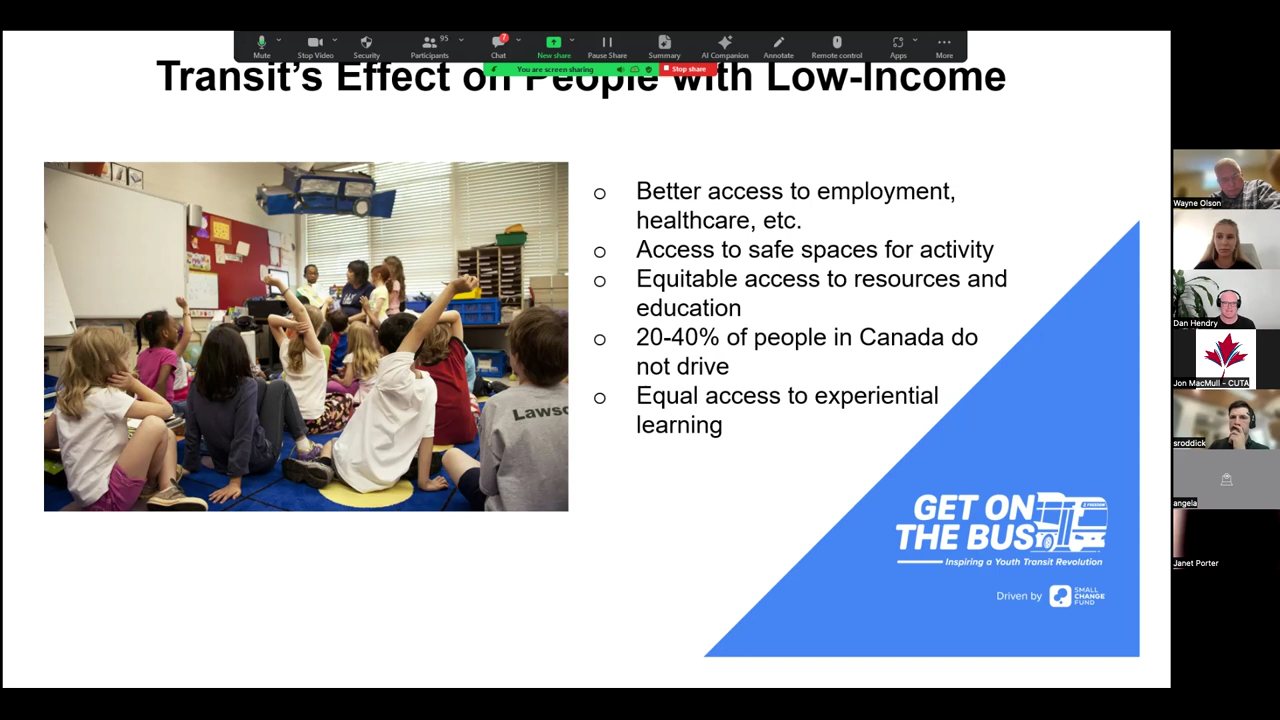 95
7
Mute
Stop Video
Security
Participants
Chat
New share
Pause Share
Summary
AI Companion
Annotate
Remote control
Apps
More
You are screen sharing
Stop share
Transit's Effect on People with Low-Income
Better access to employment,
healthcare, etc.
Access to safe spaces for activity
Equitable access to resources and
education
20-40% of people in Canada do
not drive
Equal access to experiential
learning
Lawso
GET ON
THE BUS
Inspiring a Youth Transit Revolution
Driven by
SMALL
CHANGE
FUND
Wayne Olson
Dan Hendry
Jon MacMull - CUTA
sroddick
angela
Janet Porter